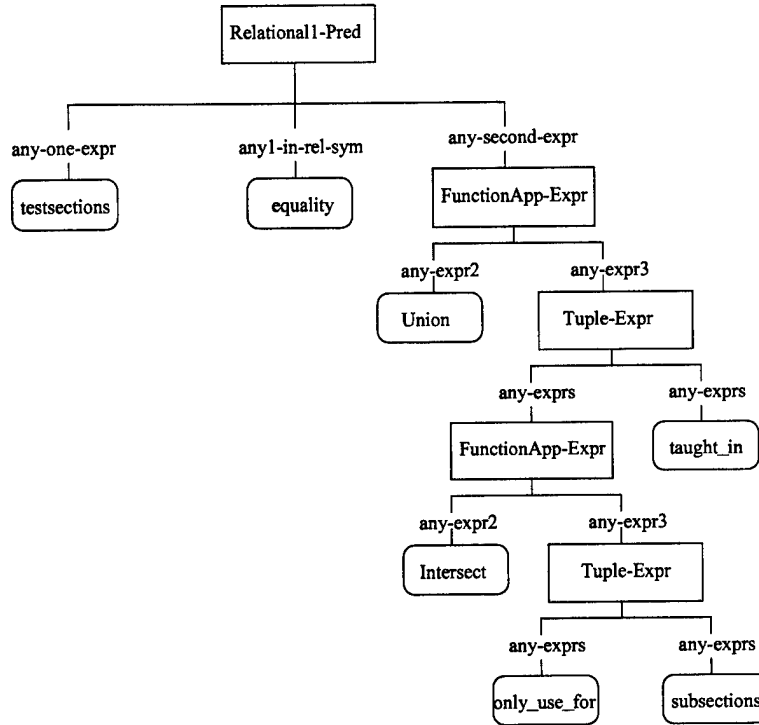 Relational1-Pred
any-one-expr
any1-in-rel-sym
any-second-expr
testsections
equality
FunctionApp-Expr
any-expr2
any-expr3
Union
Tuple-Expr
any-exprs
any-exprs
FunctionApp-Expr
taught_in
any-expr2
any-expr3
Intersect
Tuple-Expr
any-exprs
any-exprs
only_use_for
subsections